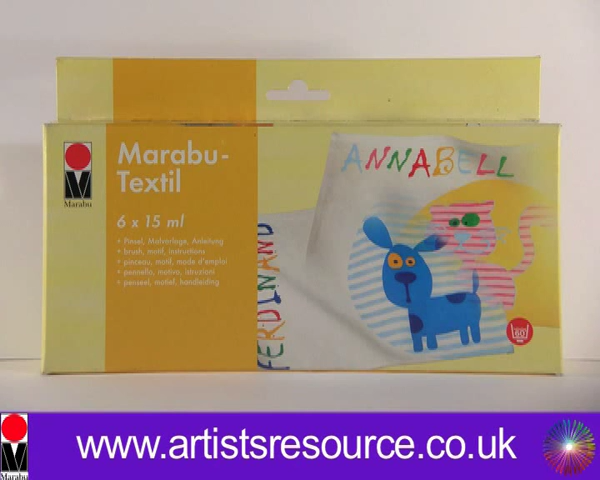 Marabu-
Textil
6 x 15 ml
• Pinsel, Malvorlage, Anleitung
• brush, motif, instructions
• pinceau, motif, mode d'emploi
• pennello, motivo, istruzioni
• penseel, motief, handleiding
Marabu
ANNABELL
FERDINAND
60
Marabu
www.artistsresource.co.uk